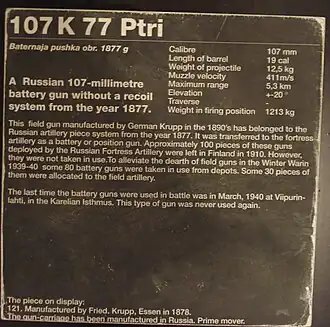 107 K 77 Ptri
Baternaja pushka obr. 1877 g
Calibre 107 mm
Length of barrel 19 cal
Weight of projectile 12,5 kg
Muzzle velocity 411m/s
Maximum range 5,3 km
Elevation +-20 °
Traverse -
Weight in firing position 1213 kg
A Russian 107-millimetre
battery gun without a recoil
system from the year 1877.
This field gun manufactured by German Krupp in the 1890's has belonged to the
Russian artillery piece system from the year 1877. It was transferred to the fortress
artillery as a battery or position gun. Approximately 100 pieces of these guns
deployed by the Russian Fortress Artillery were left in Finland in 1910. However,
they were not taken in use.To alleviate the dearth of field guns in the Winter Warin
1939-40 some 80 battery guns were taken in use from depots. Some 30 pieces of
them were allocated to the field artillery.
The last time the battery guns were used in battle was in March, 1940 at Viipurin-
lahti, in the Karelian Isthmus. This type of gun was never used again.
The piece on display:
121. Manufactured by Fried. Krupp, Essen in 1878.
The gun-carriage has been manufactured in Russia. Prime mover.